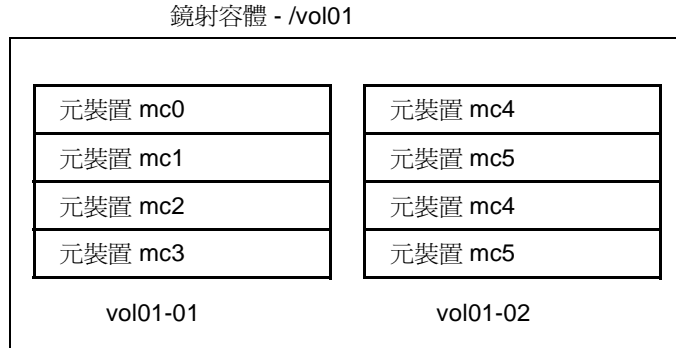 鏡射容體 - /vol01
元裝置 mc0
元裝置 mc1
元裝置 mc2
元裝置 mc3
vol01-01
元裝置 mc4
元裝置 mc5
元裝置 mc4
元裝置 mc5
vol01-02